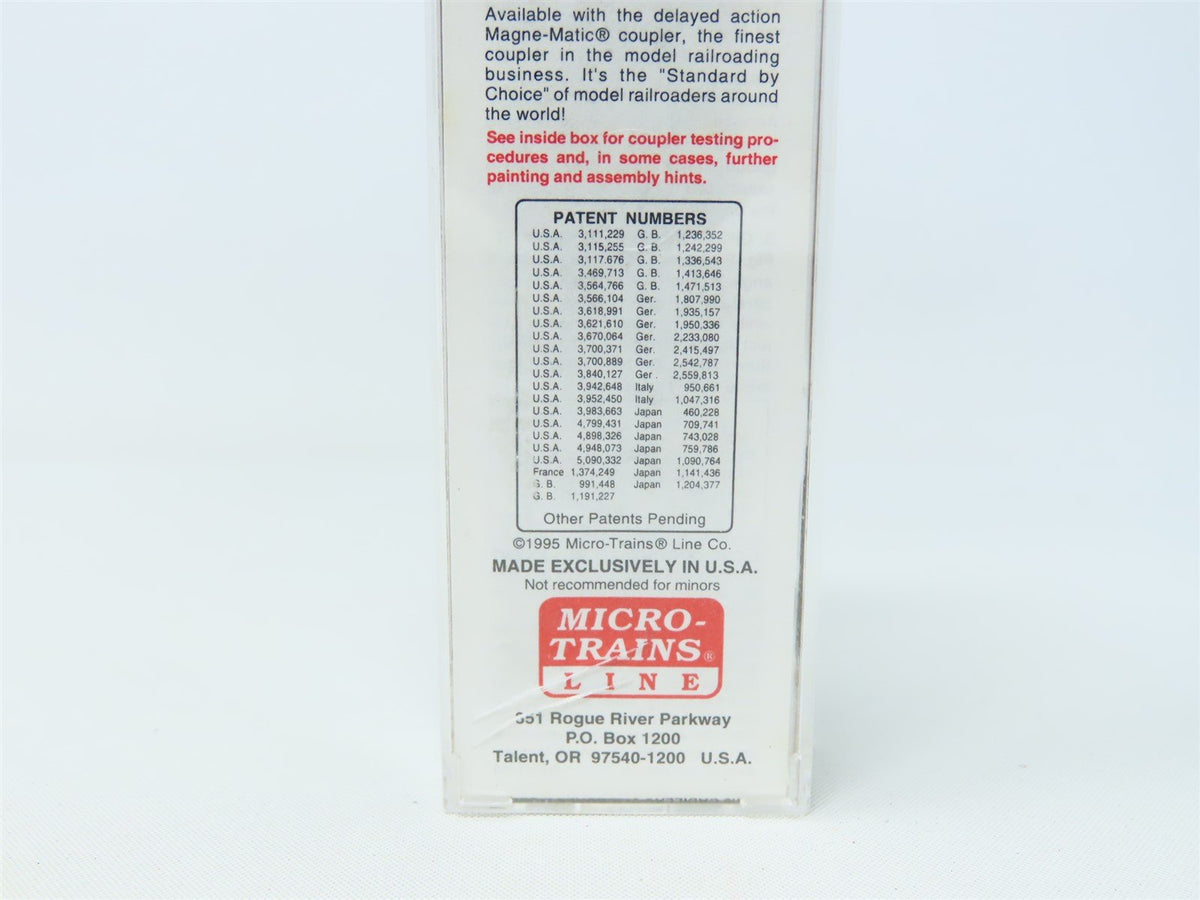 Available with the delayed action
Magne-Matic® coupler, the finest
coupler in the model railroading
business. It's the "Standard by
Choice" of model railroaders around
the world!
See inside box for coupler testing pro-
cedures and, in some cases, further
painting and assembly hints.
PATENT NUMBERS
U.S.A. 3,111,229 G. B. 1,236,352
U.S.A. 3,115,255 G. B. 1,242,299
U.S.A. 3,117.676 G. B. 1,336,543
U.S.A. 3,469,713 G. B. 1,413,646
U.S.A. 3,564,766 G. B. 1,471,513
U.S.A. 3,566,104 Ger. 1,807,990
U.S.A. 3,618,991 Ger. 1,935,157
U.S.A. 3,621,610 Ger. 1,950,336
U.S.A. 3,670,064 Ger. 2,233,080
U.S.A. 3,700,371 Ger. 2,415,497
U.S.A. 3,700,889 Ger. 2,542,787
U.S.A. 3,840,127 Ger. 2,559,813
U.S.A. 3,942,648 Italy 950,661
U.S.A. 3,952,450 Italy 1,047,316
U.S.A. 3,983,663 Japan 460,228
U.S.A. 4,799,431 Japan 709,741
U.S.A. 4,898,326 Japan 743,028
U.S.A. 4,948,073 Japan 759,786
U.S.A. 5,090,332 Japan 1,090,764
France 1,374,249 Japan 1,141,436
G. B. 991,448 Japan 1,204,377
G. B. 1,191,227
Other Patents Pending
©1995 Micro-Trains® Line Co.
MADE EXCLUSIVELY IN U.S.A.
Not recommended for minors
MICRO-
TRAINS®
LINE
351 Rogue River Parkway
P.O. Box 1200
Talent, OR 97540-1200 U.S.A.